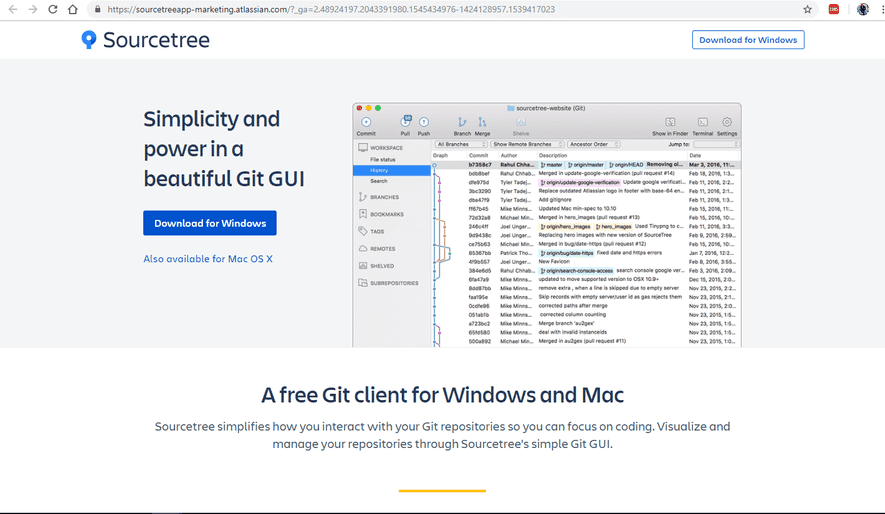 https://sourcetreeapp-marketing.atlassian.com/?_ga=2.48924197.2043391980.1545434976-1424128957.1539417023
Sourcetree
Download for Windows
Simplicity and
power in a
beautiful Git GUI
Download for Windows
Also available for Mac OS X
sourcetree-website (Git)
Commit Pull Push Branch Merge Shelve Show in Finder Terminal Settings
All Branches Show Remote Branches Ancestor Order Jump to:
WORKSPACE
File status
History
Search
BRANCHES
BOOKMARKS
TAGS
REMOTES
SHELVED
SUBREPOSITORIES
Graph Commit Author Description Date
b7358c7 Rahul Chha... master origin/master origin/HEAD Removing ol... Mar 3, 2016, 11:...
bdb8bef Rahul Chhab... Merged in update-google-verification (pull request #14) Feb 18, 2016, 1:3...
dfe975d Tyler Tadej... origin/update-google-verification Update google verificati... Feb 11, 2016, 2:2...
3bc3290 Tyler Tadej... Replace outdated Atlassian logo in footer with base-64 en... Feb 11, 2016, 2:1...
dba47f9 Tyler Tadej... Add gitignore Feb 11, 2016, 1:3...
ff67b45 Mike Minns... Updated Mac min-spec to 10.10 Feb 15, 2016, 11:...
72d32a8 Michael Min... Merged in hero_images (pull request #13) Feb 15, 2016, 10:...
246c4ff Joel Unger... origin/hero_images hero_images Used Tinypng to c... Feb 11, 2016, 3:3...
9d9438c Joel Unger... Replacing hero images with new version of SourceTree Feb 9, 2016, 2:59...
ce75b63 Michael Min... Merged in bug/date-https (pull request #12) Feb 15, 2016, 10:...
85367bb Patrick Tho... origin/bug/date-https fixed date and https errors Jan 7, 2016, 12:2...
4f9b557 Joel Unger... New Favicon Feb 8, 2016, 3:55...
384e6d5 Rahul Chhab... origin/search-console-access search console google ver... Feb 3, 2016, 2:09...
6fa47a9 Mike Minns... updated to move supported version to OSX 10.9+ Dec 15, 2015, 2:0...
8dd87bb Mike Minns... remove extra , when a line is skipped due to empty server Nov 23, 2015, 2:2...
faa195e Mike Minns... Skip records with empty server/user id as gas rejects them Nov 23, 2015, 2:1...
0cdfe96 Mike Minns... corrected paths after merge Nov 23, 2015, 2:0...
051ab1b Mike Minns... corrected column counting Nov 23, 2015, 1:5...
a723bc2 Mike Minns... Merge branch 'au2gex' Nov 23, 2015, 1:5...
65fd580 Mike Minns... deal with invalid instanceids Nov 23, 2015, 1:5...
500a892 Michael Min... Merged in au2gex (pull request #11) Nov 23, 2015, 1:0...
A free Git client for Windows and Mac
Sourcetree simplifies how you interact with your Git repositories so you can focus on coding. Visualize and
manage your repositories through Sourcetree's simple Git GUI.